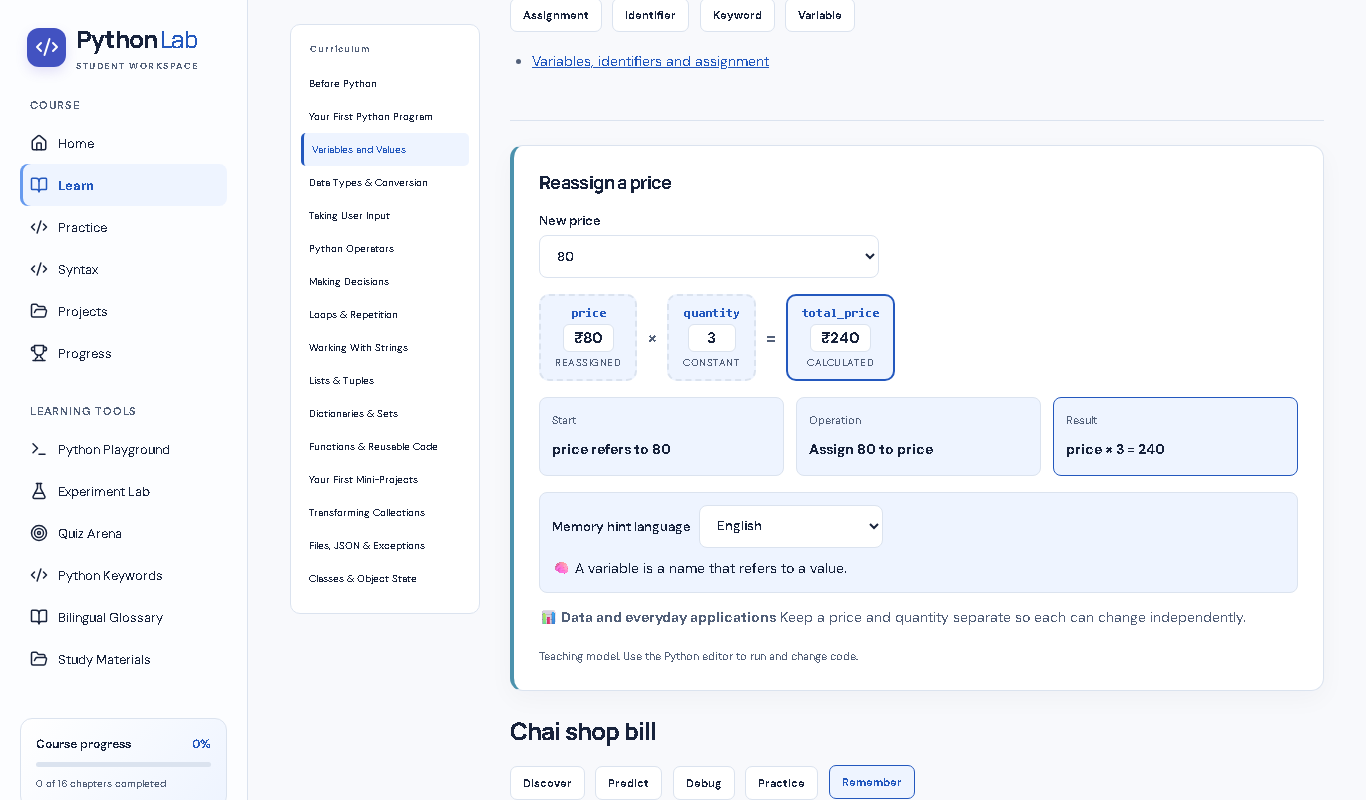 PythonLab
STUDENT WORKSPACE
COURSE
Home
Learn
Practice
Syntax
Projects
Progress
LEARNING TOOLS
Python Playground
Experiment Lab
Quiz Arena
Python Keywords
Bilingual Glossary
Study Materials
Course progress 0%
0 of 16 chapters completed
Curriculum
Before Python
Your First Python Program
Variables and Values
Data Types & Conversion
Taking User Input
Python Operators
Making Decisions
Loops & Repetition
Working With Strings
Lists & Tuples
Dictionaries & Sets
Functions & Reusable Code
Your First Mini-Projects
Transforming Collections
Files, JSON & Exceptions
Classes & Object State
Assignment Identifier Keyword Variable
• Variables, identifiers and assignment
Reassign a price
New price
80
price quantity total_price
₹80 × 3 = ₹240
REASSIGNED CONSTANT CALCULATED
Start Operation Result
price refers to 80 Assign 80 to price price × 3 = 240
Memory hint language English
🧠 A variable is a name that refers to a value.
📊 Data and everyday applications Keep a price and quantity separate so each can change independently.
Teaching model. Use the Python editor to run and change code.
Chai shop bill
Discover Predict Debug Practice Remember